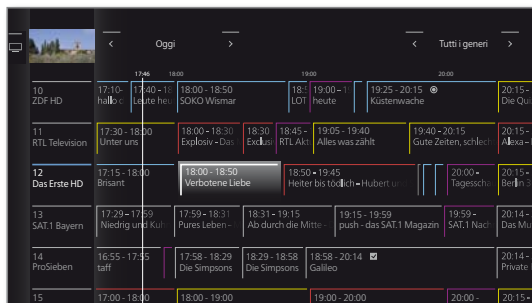 Oggi
Tutti i generi
17:46 18:00 19:00 20:00
10 17:10- 17:40 - 18 18:00 - 18:50 18: 19:00 - 1 19:25 - 20:15 20:15 -
ZDF HD hallo Leute heu SOKO Wismar LOT heute Küstenwache Die Qui
11 17:30 - 18:00 18:00 - 18:30 18:30 18:45 - 19:05 - 19:40 19:40 - 20:15 20:15 -
RTL Television Unter uns Explosiv - Das Exclusi RTL Akt Alles was zählt Gute Zeiten, schlech Alexa -
12 17:15 - 18:00 18:00 - 18:50 18:50 - 19:45 20:00 - 20:15 -
Das Erste HD Brisant Verbotene Liebe Heiter bis tödlich - Hubert un Tagesscha Berlin
13 17:29 - 17:59 17:59 - 18:31 18:31 - 19:15 19:15 - 19:59 19:59 - 20:14 -
SAT.1 Bayern Niedrig und Kuh Pures Leben - Ab durch die Mitte - push - das SAT.1 Magazin SAT.1 Nach Das Mu
14 16:55 - 17:55 17:58 - 18:29 18:29 - 18:58 18:58 - 20:14 20:14 -
ProSieben taff Die Simpsons Die Simpsons Galileo Private
15 17:00 - 18:00 18:00 - 19:00 19:00 - 20:00 20:00 - 20:15 -